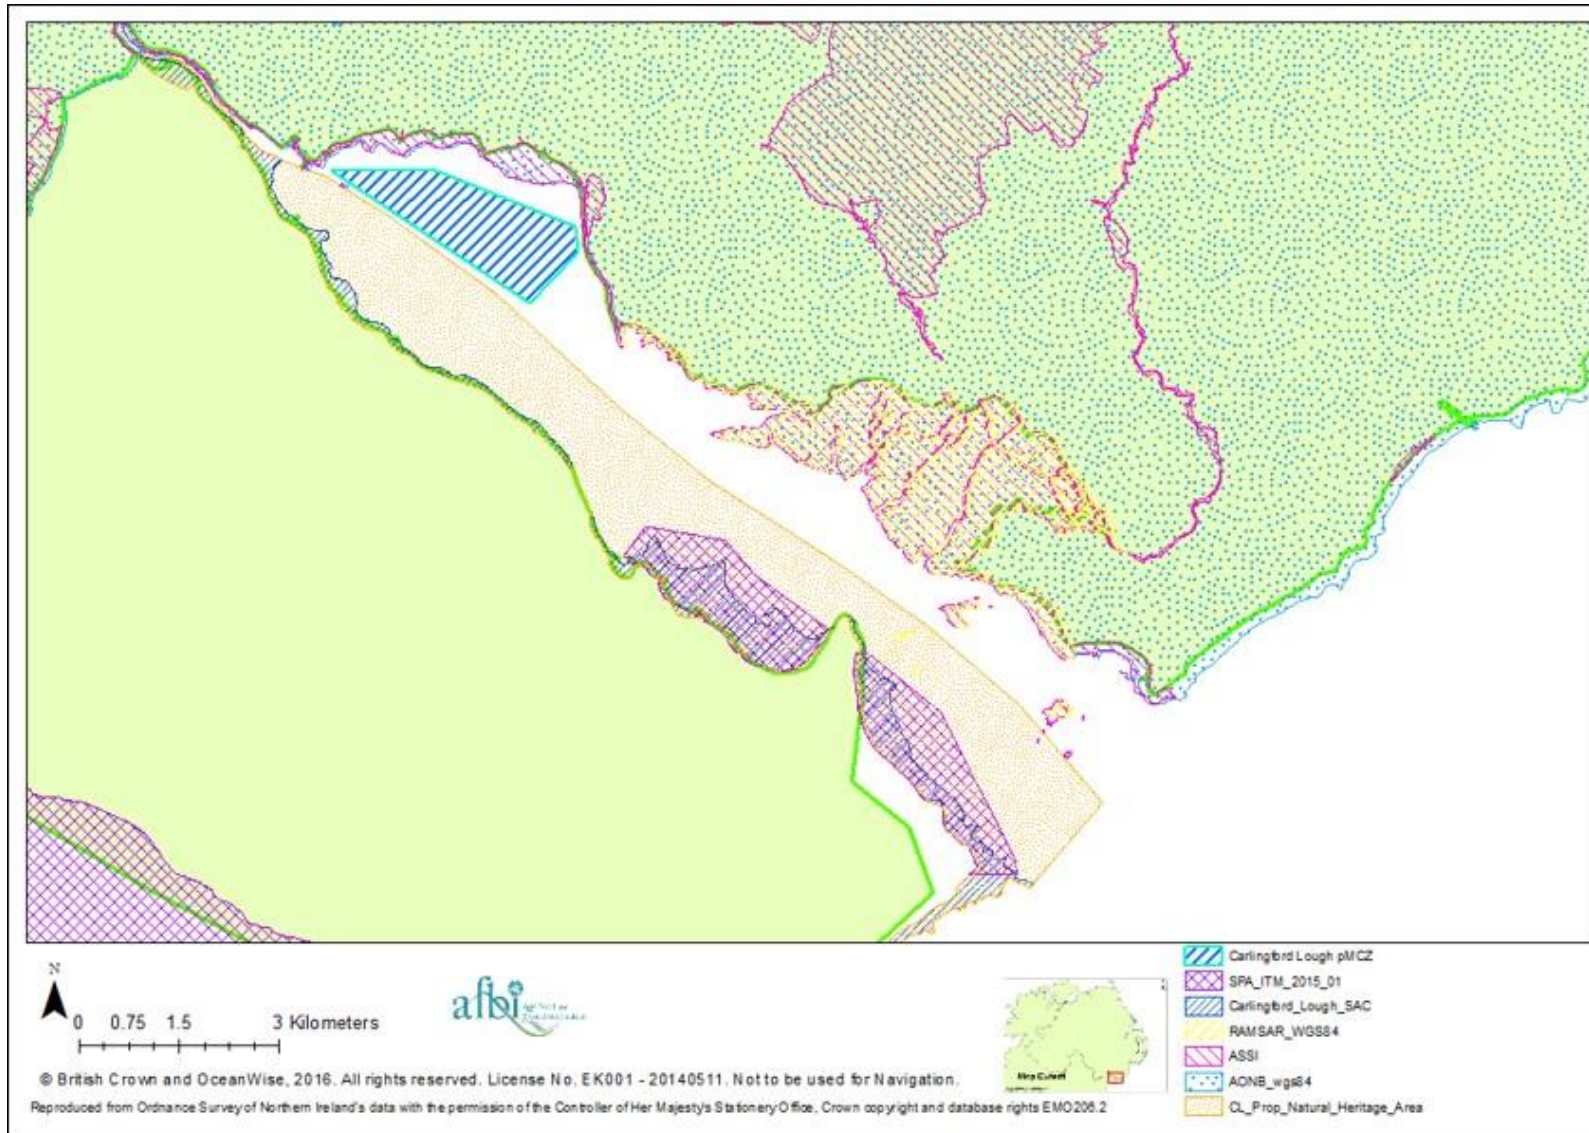 N
0 0.75 1.5 3 Kilometers
afbi
Carlingford Lough pMCZ
SPA_ITM_2015_01
Carlingford_Lough_SAC
RAMSAR_WGS84
ASSI
AONB_wgs84
CL_Prop_Natural_Heritage_Area
© British Crown and OceanWise, 2016. All rights reserved. License No. EK001 - 20140511. Not to be used for Navigation.
Reproduced from Ordnance Survey of Northern Ireland's data with the permission of the Controller of Her Majesty's Stationery Office, Crown copyright and database rights EMO206.2